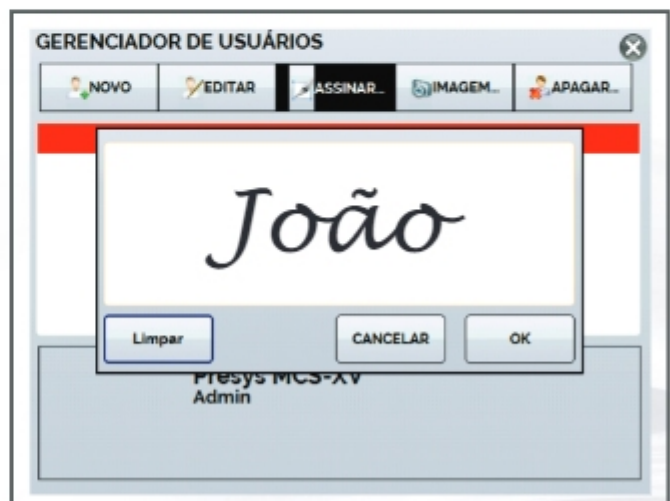 GERENCIADOR DE USUÁRIOS
NOVO EDITAR ASSINAR... IMAGEM... APAGAR...
João
Limpar CANCELAR OK
Presys MCS-XV
Admin